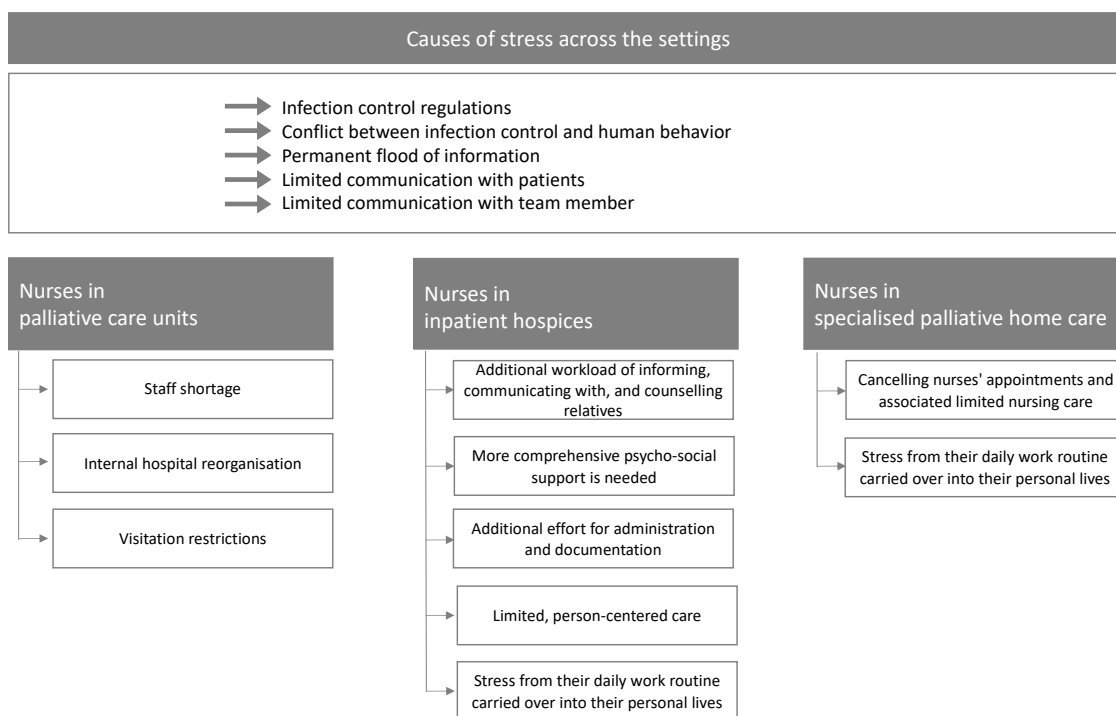 Causes of stress across the settings
Infection control regulations
Conflict between infection control and human behavior
Permanent flood of information
Limited communication with patients
Limited communication with team member
Nurses in
palliative care units
Staff shortage
Internal hospital reorganisation
Visitation restrictions
Nurses in
inpatient hospices
Additional workload of informing,
communicating with, and counselling
relatives
More comprehensive psycho-social
support is needed
Additional effort for administration
and documentation
Limited, person-centered care
Stress from their daily work routine
carried over into their personal lives
Nurses in
specialised palliative home care
Cancelling nurses' appointments and
associated limited nursing care
Stress from their daily work routine
carried over into their personal lives